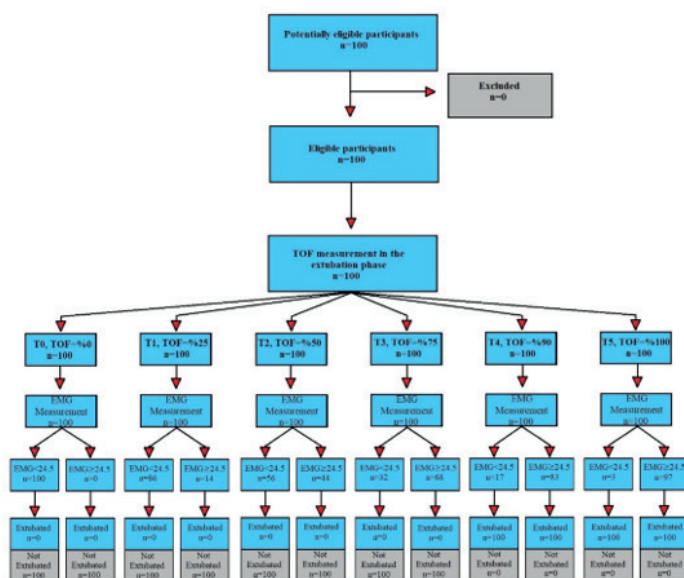 Potentially eligible participants
n=100
Excluded
n=0
Eligible participants
n=100
TOF measurement in the
extubation phase
n=100
T0, TOF=%0
n=100
T1, TOF=%25
n=100
T2, TOF=%50
n=100
T3, TOF=%75
n=100
T4, TOF=%90
n=100
T5, TOF=%100
n=100
EMG
Measurement
n=100
EMG
Measurement
n=100
EMG
Measurement
n=100
EMG
Measurement
n=100
EMG
Measurement
n=100
EMG
Measurement
n=100
EMG<24.5
n=100
EMG≥24.5
n=0
EMG<24.5
n=86
EMG≥24.5
n=14
EMG<24.5
n=56
EMG≥24.5
n=44
EMG<24.5
n=32
EMG≥24.5
n=68
EMG<24.5
n=17
EMG≥24.5
n=83
EMG<24.5
n=3
EMG≥24.5
n=97
Extubated
n=0
Not
Extubated
n=100
Extubated
n=0
Not
Extubated
n=100
Extubated
n=0
Not
Extubated
n=100
Extubated
n=0
Not
Extubated
n=100
Extubated
n=0
Not
Extubated
n=100
Extubated
n=0
Not
Extubated
n=100
Extubated
n=0
Not
Extubated
n=100
Extubated
n=0
Not
Extubated
n=100
Extubated
n=100
Not
Extubated
n=0
Extubated
n=100
Not
Extubated
n=0
Extubated
n=100
Not
Extubated
n=0
Extubated
n=100
Not
Extubated
n=0